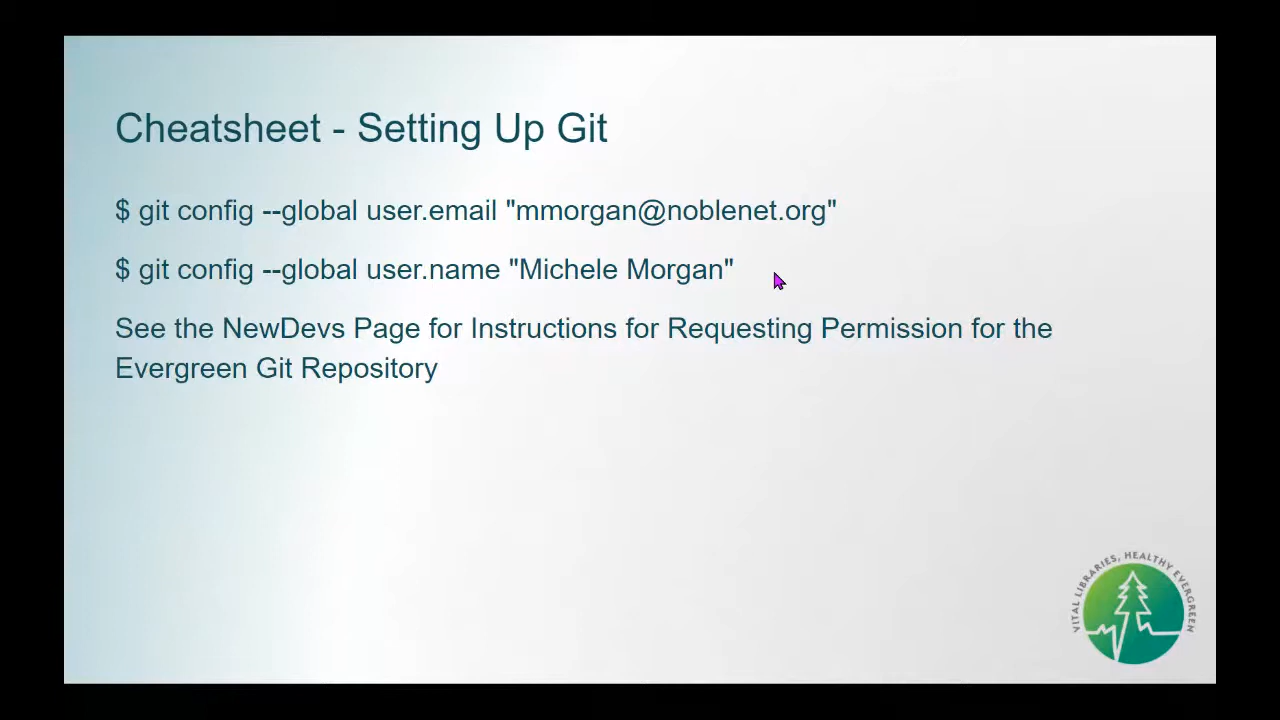 Cheatsheet - Setting Up Git
$ git config --global user.email "mmorgan@noblenet.org"
$ git config --global user.name "Michele Morgan"
See the NewDevs Page for Instructions for Requesting Permission for the
Evergreen Git Repository
VITAL LIBRARIES, HEALTHY EVERGREEN